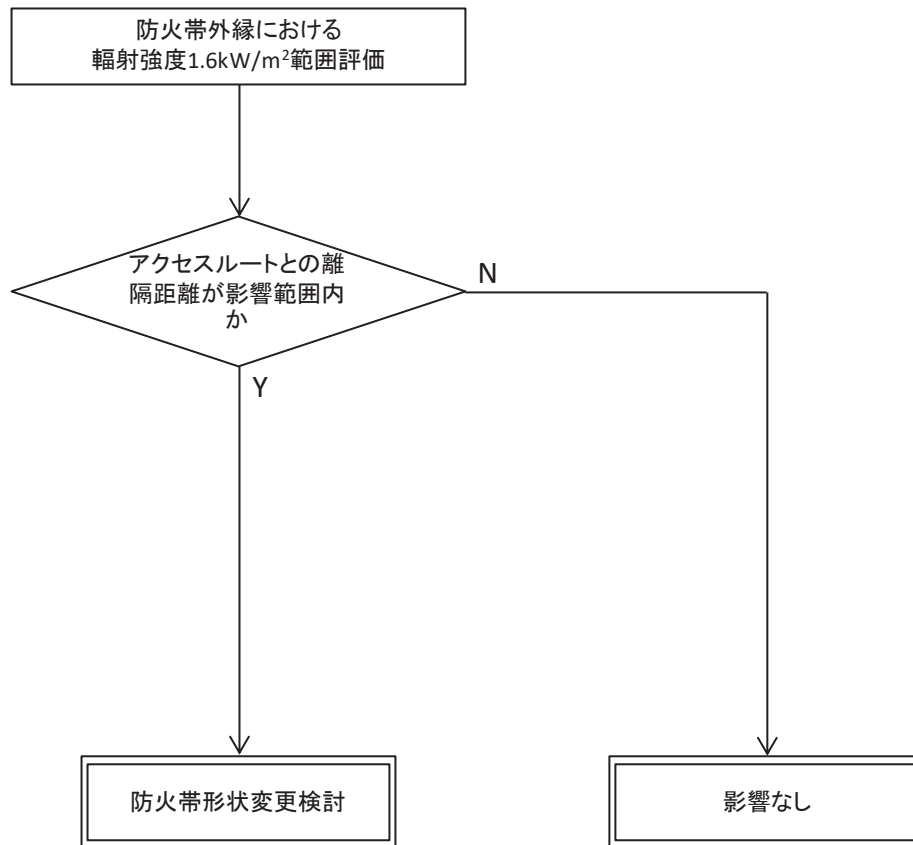 防火帯外縁における
輻射強度1.6kW/m²範囲評価
アクセスルートとの離
隔距離が影響範囲内
か
N
Y
防火帯形状変更検討
影響なし